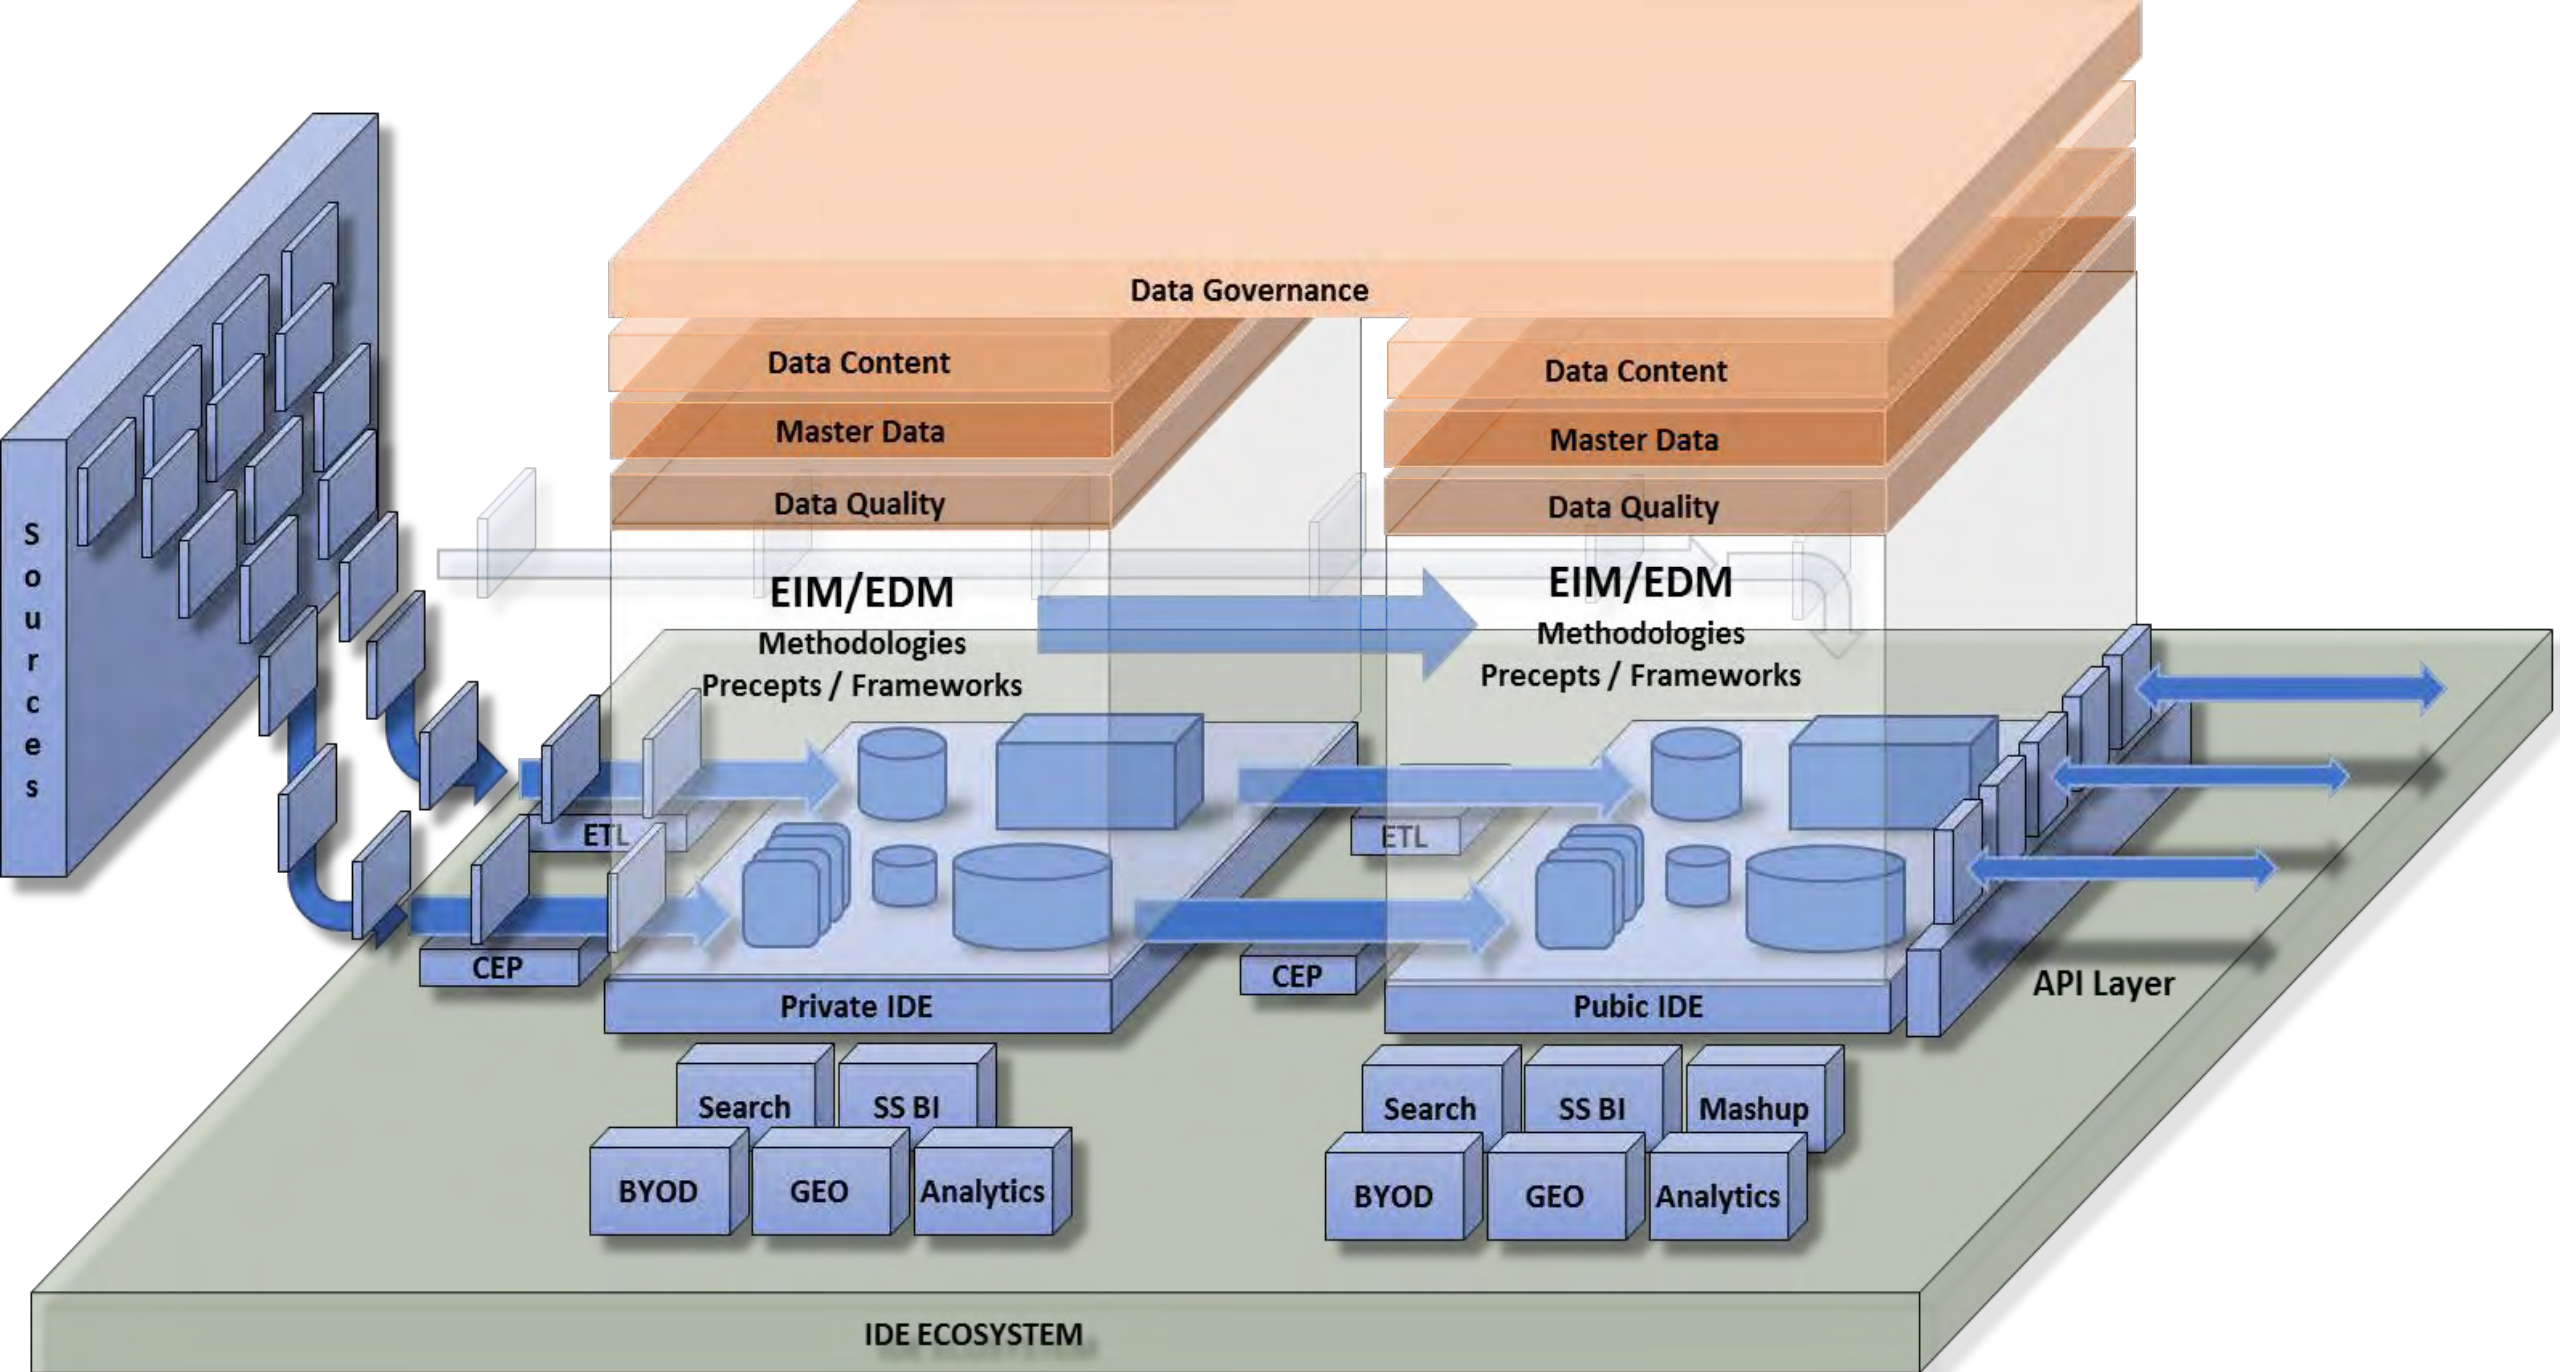 Sources
Data Governance
Data Content
Master Data
Data Quality
EIM/EDM
Methodologies
Precepts / Frameworks
Data Content
Master Data
Data Quality
EIM/EDM
Methodologies
Precepts / Frameworks
ETL
CEP
Private IDE
ETL
CEP
Pubic IDE
API Layer
Search
SS BI
BYOD
GEO
Analytics
Search
SS BI
Mashup
BYOD
GEO
Analytics
IDE ECOSYSTEM